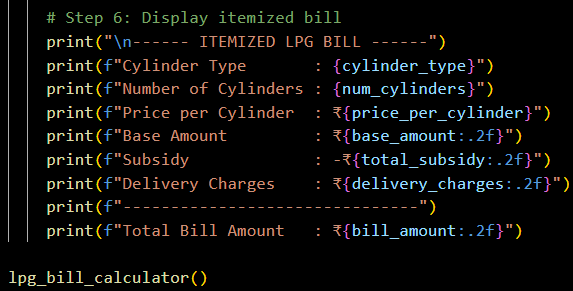 # Step 6: Display itemized bill
print("\n------ ITEMIZED LPG BILL ------")
print(f"Cylinder Type       : {cylinder_type}")
print(f"Number of Cylinders : {num_cylinders}")
print(f"Price per Cylinder  : ₹{price_per_cylinder}")
print(f"Base Amount         : ₹{base_amount:.2f}")
print(f"Subsidy             : -₹{total_subsidy:.2f}")
print(f"Delivery Charges    : ₹{delivery_charges:.2f}")
print(f"-------------------------------")
print(f"Total Bill Amount   : ₹{bill_amount:.2f}")
lpg_bill_calculator()